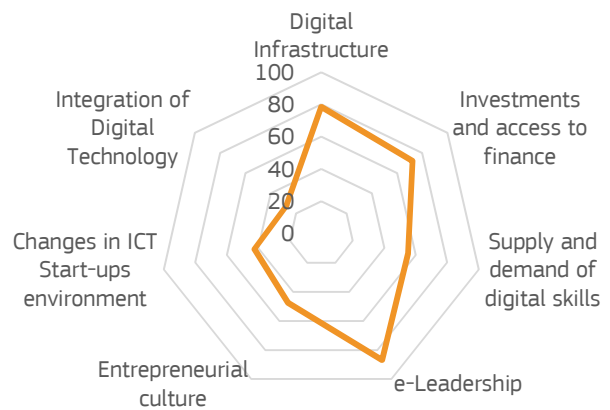 Digital
Infrastructure
100
80
60
40
20
0
Investments
and access to
finance
Supply and
demand of
digital skills
e-Leadership
Entrepreneurial
culture
Changes in ICT
Start-ups
environment
Integration of
Digital
Technology